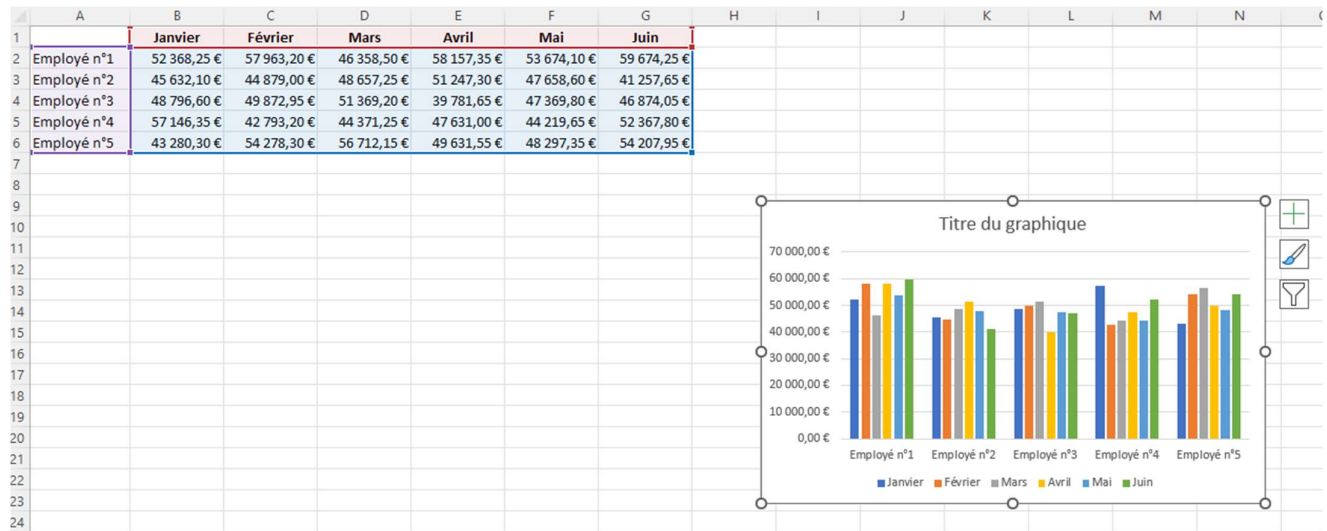 A B C D E F G H I J K L M N
1 Janvier Février Mars Avril Mai Juin
2 Employé n°1 52 368,25 € 57 963,20 € 46 358,50 € 58 157,35 € 53 674,10 € 59 674,25 €
3 Employé n°2 45 632,10 € 44 879,00 € 48 657,25 € 51 247,30 € 47 658,60 € 41 257,65 €
4 Employé n°3 48 796,60 € 49 872,95 € 51 369,20 € 39 781,65 € 47 369,80 € 46 874,05 €
5 Employé n°4 57 146,35 € 42 793,20 € 44 371,25 € 47 631,00 € 44 219,65 € 52 367,80 €
6 Employé n°5 43 280,30 € 54 278,30 € 56 712,15 € 49 631,55 € 48 297,35 € 54 207,95 €
7
8
9
10
11
12
13
14
15
16
17
18
19
20
21
22
23
24
Titre du graphique
70 000,00 €
60 000,00 €
50 000,00 €
40 000,00 €
30 000,00 €
20 000,00 €
10 000,00 €
0,00 €
Employé n°1 Employé n°2 Employé n°3 Employé n°4 Employé n°5
Janvier Février Mars Avril Mai Juin